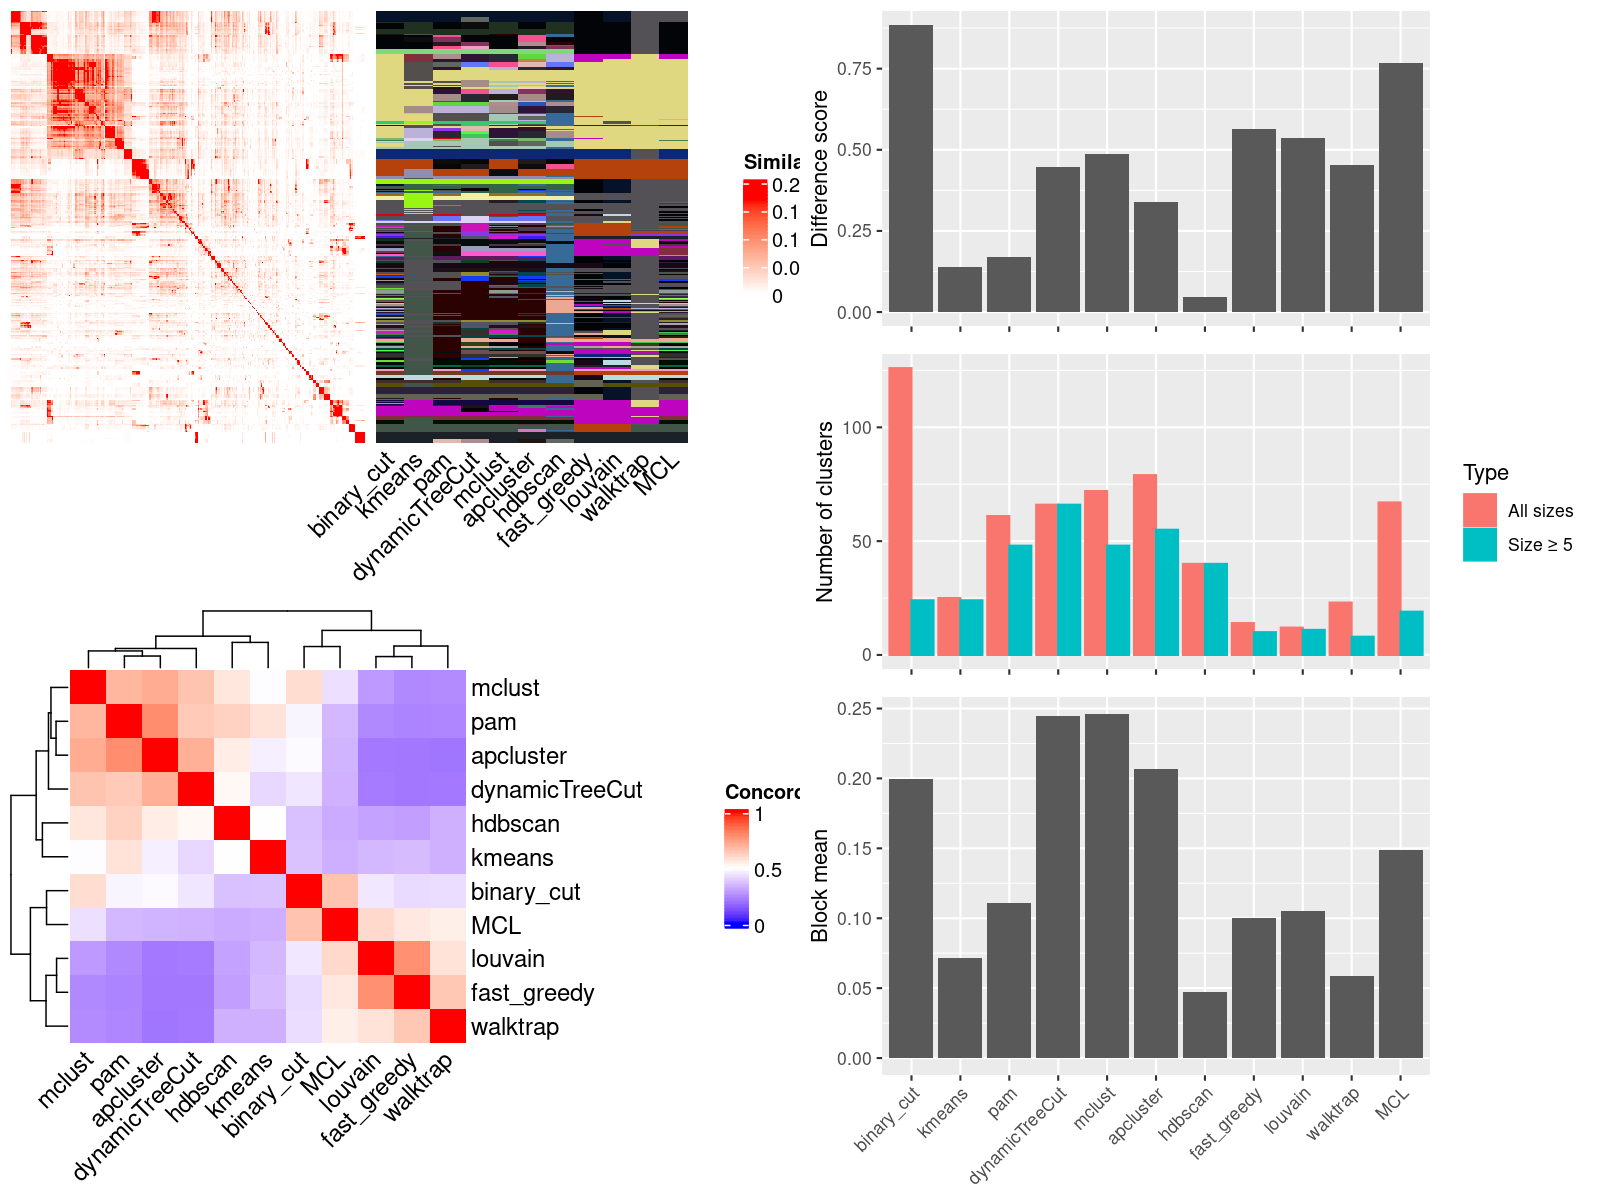 Simila
0.2
0.1
0.1
0.0
0
binary_cut
kmeans
pam
dynamicTreeCut
mclust
apcluster
hdbscan
fast_greedy
louvain
walktrap
MCL
mclust
pam
apcluster
dynamicTreeCut
hdbscan
kmeans
binary_cut
MCL
louvain
fast_greedy
walktrap
mclust
pam
apcluster
dynamicTreeCut
hdbscan
kmeans
binary_cut
MCL
louvain
fast_greedy
walktrap
Concord
1
0.5
0
Difference score
0.75
0.50
0.25
0.00
Number of clusters
100
50
0
Type
All sizes
Size ≥ 5
Block mean
0.25
0.20
0.15
0.10
0.05
0.00
binary_cut
kmeans
pam
dynamicTreeCut
mclust
apcluster
hdbscan
fast_greedy
louvain
walktrap
MCL